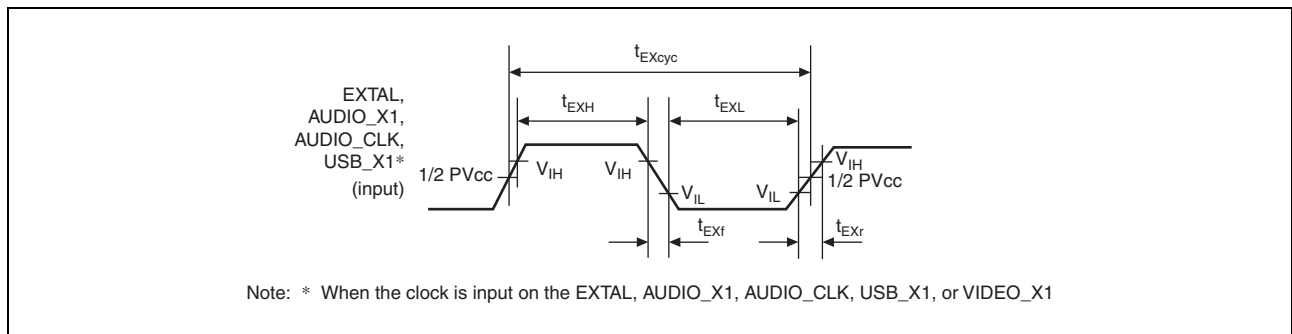 tEXcyc
EXTAL,
AUDIO_X1,
AUDIO_CLK,
USB_X1*
(input)
tEXH
tEXL
1/2 PVcc
VIH
VIH
VIL
VIL
VIH
1/2 PVcc
tEXf
tEXr
Note: * When the clock is input on the EXTAL, AUDIO_X1, AUDIO_CLK, USB_X1, or VIDEO_X1